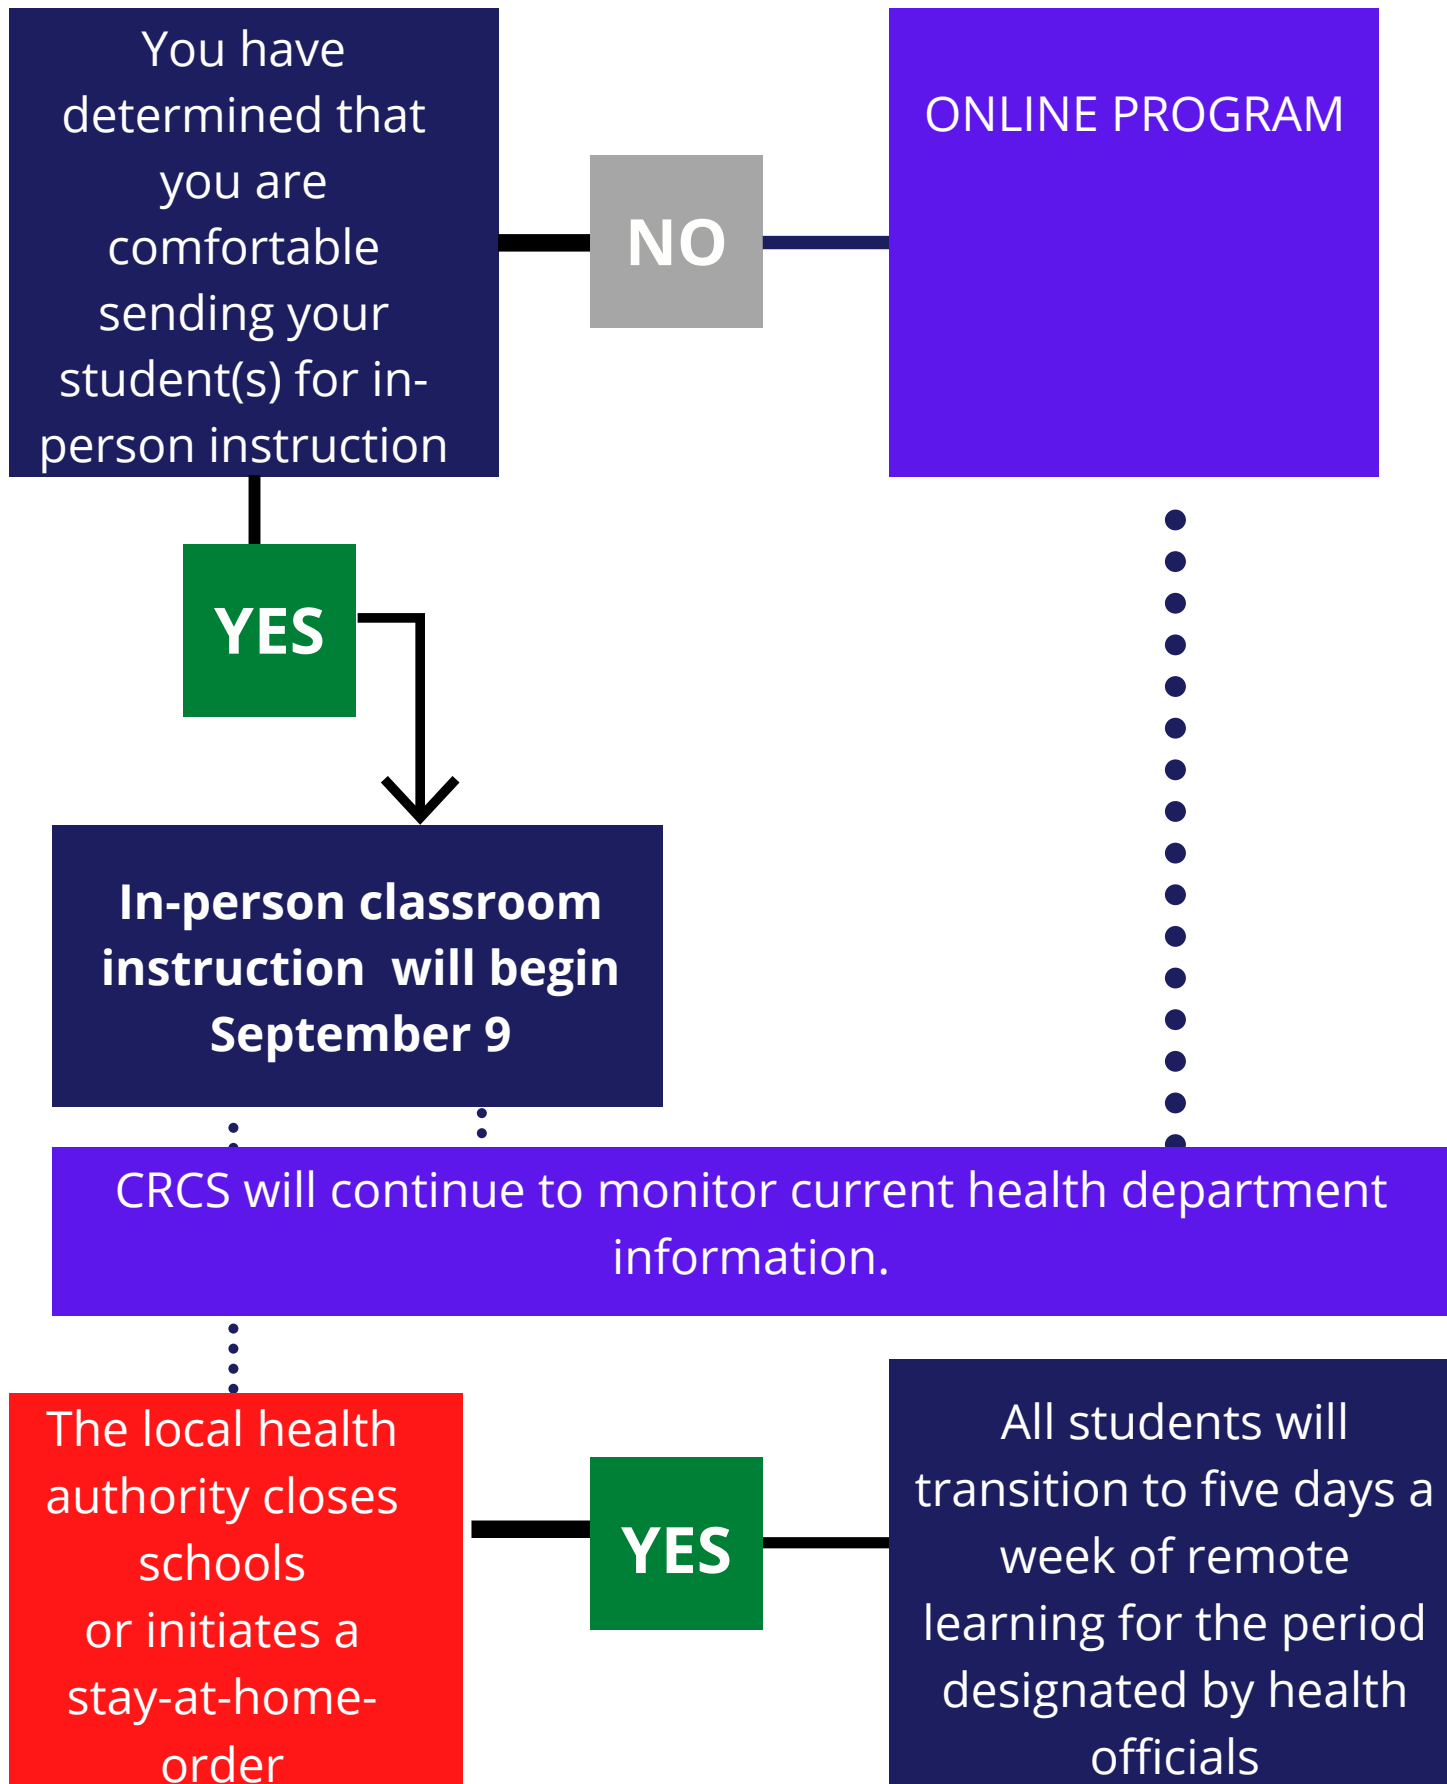 You have
determined that
you are
comfortable
sending your
student(s) for in-
person instruction
NO
ONLINE PROGRAM
YES
In-person classroom
instruction  will begin
September 9
CRCS will continue to monitor current health department
information.
The local health
authority closes
schools
or initiates a
stay-at-home-
order
YES
All students will
transition to five days a
week of remote
learning for the period
designated by health
officials